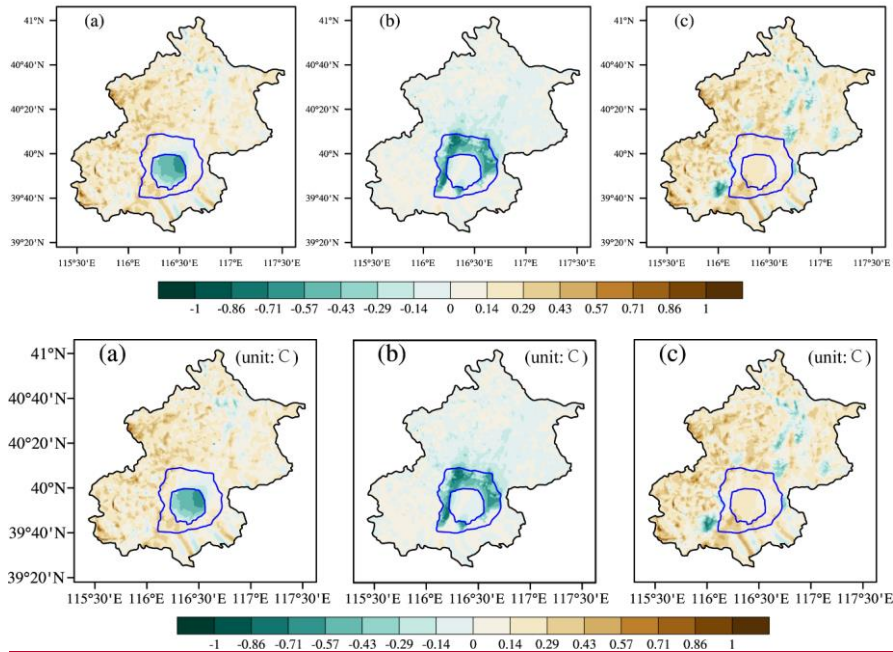 (a) (b) (c)
41°N 41°N 41°N
40°40'N 40°40'N 40°40'N
40°20'N 40°20'N 40°20'N
40°N 40°N 40°N
39°40'N 39°40'N 39°40'N
39°20'N 39°20'N 39°20'N
115°30'E 116°E 116°30'E 117°E 117°30'E 115°30'E 116°E 116°30'E 117°E 117°30'E 115°30'E 116°E 116°30'E 117°E 117°30'E
-1 -0.86 -0.71 -0.57 -0.43 -0.29 -0.14 0 0.14 0.29 0.43 0.57 0.71 0.86 1
(a) (unit: ℃) (b) (unit: ℃) (c) (unit: ℃)
41°N
40°40'N
40°20'N
40°N
39°40'N
39°20'N
115°30'E 116°E 116°30'E 117°E 117°30'E 115°30'E 116°E 116°30'E 117°E 117°30'E 115°30'E 116°E 116°30'E 117°E 117°30'E
-1 -0.86 -0.71 -0.57 -0.43 -0.29 -0.14 0 0.14 0.29 0.43 0.57 0.71 0.86 1